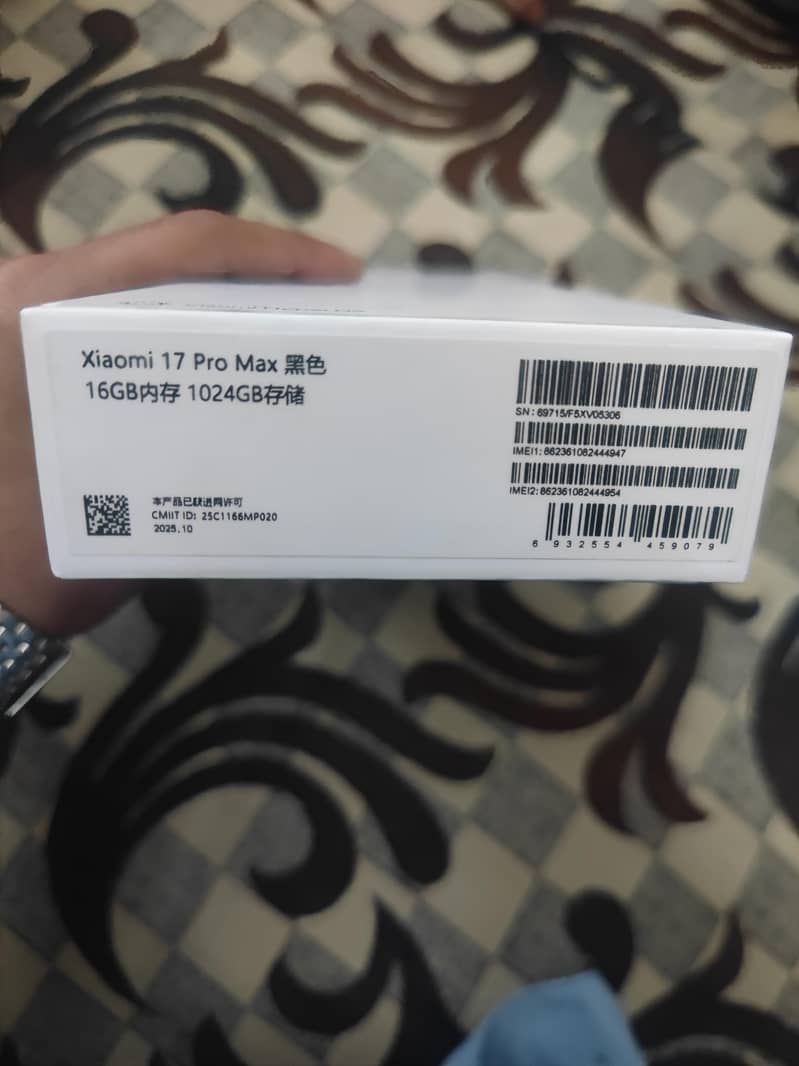 Xiaomi 17 Pro Max 黑色
16GB内存 1024GB存储
本产品已获进网许可
CMIIT ID: 25C1166MP020
2025.10
SN: 69715/F5XV05306
IMEI1: 862361082444947
IMEI2: 862361082444954
6 932554 459079